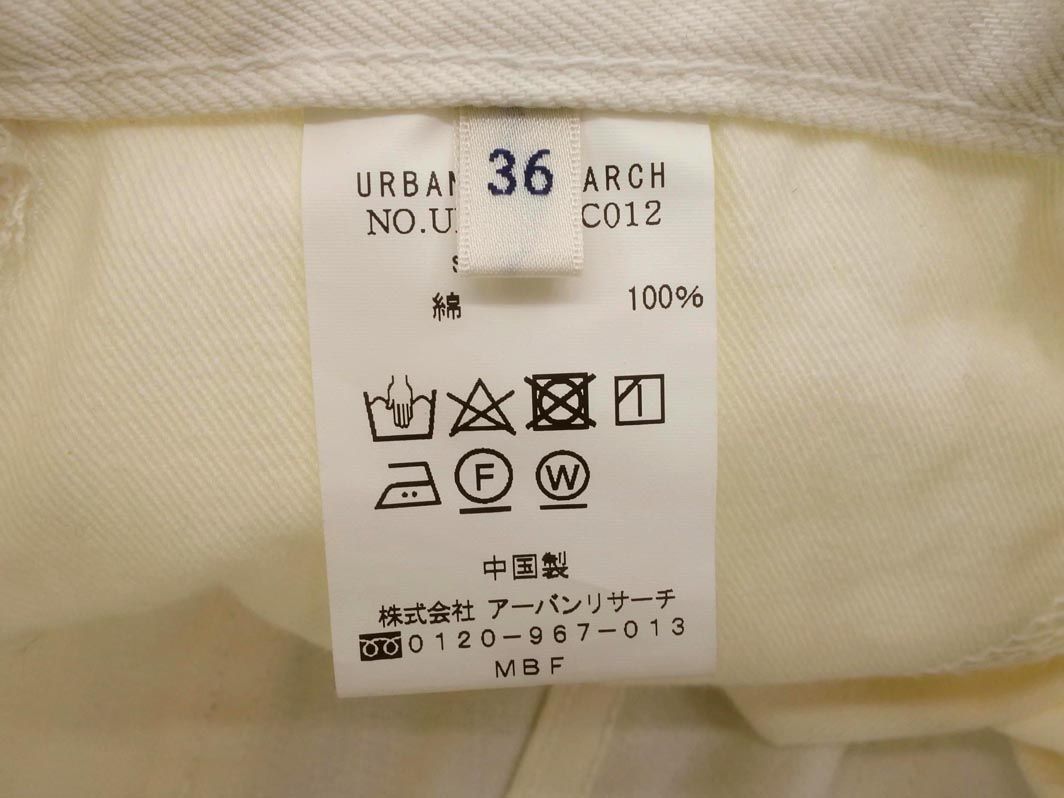 36
URBAN ARCH
NO.U C012
綿 100%
F W
中国製
株式会社 アーバンリサーチ
0120-967-013
MBF